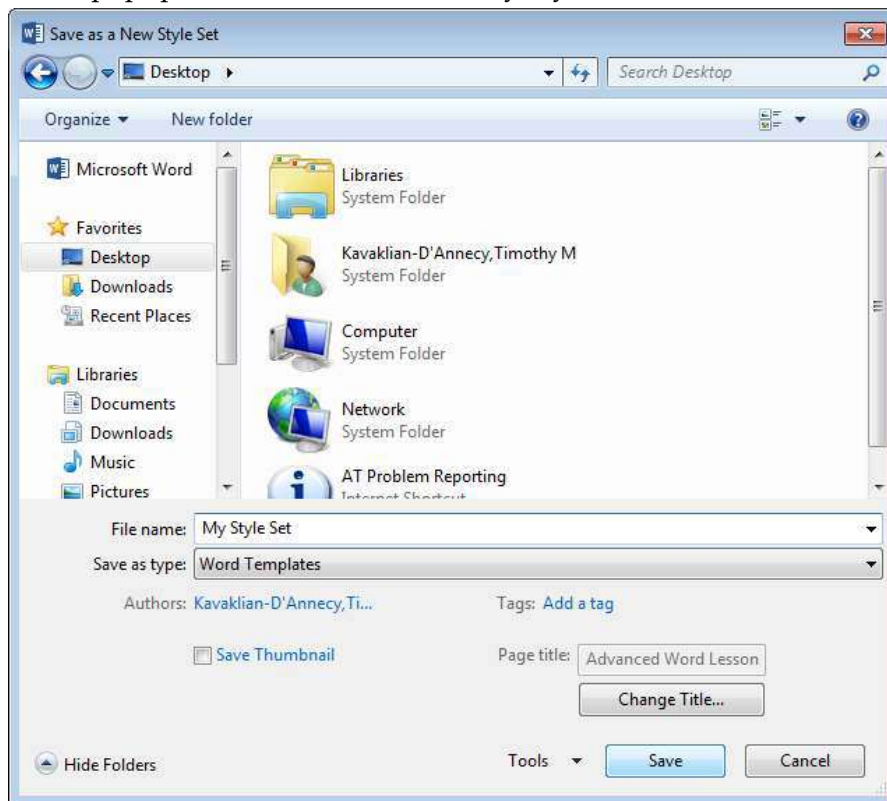 Save as a New Style Set
Desktop
Search Desktop
Organize
New folder
Microsoft Word
Favorites
Desktop
Downloads
Recent Places
Libraries
Documents
Downloads
Music
Pictures
Libraries
System Folder
Kavaklian-D'Annecy,Timothy M
System Folder
Computer
System Folder
Network
System Folder
AT Problem Reporting
Internet Shortcut
File name: My Style Set
Save as type: Word Templates
Authors: Kavaklian-D'Annecy,Ti...
Tags: Add a tag
Save Thumbnail
Page title: Advanced Word Lesson
Change Title...
Hide Folders
Tools
Save
Cancel